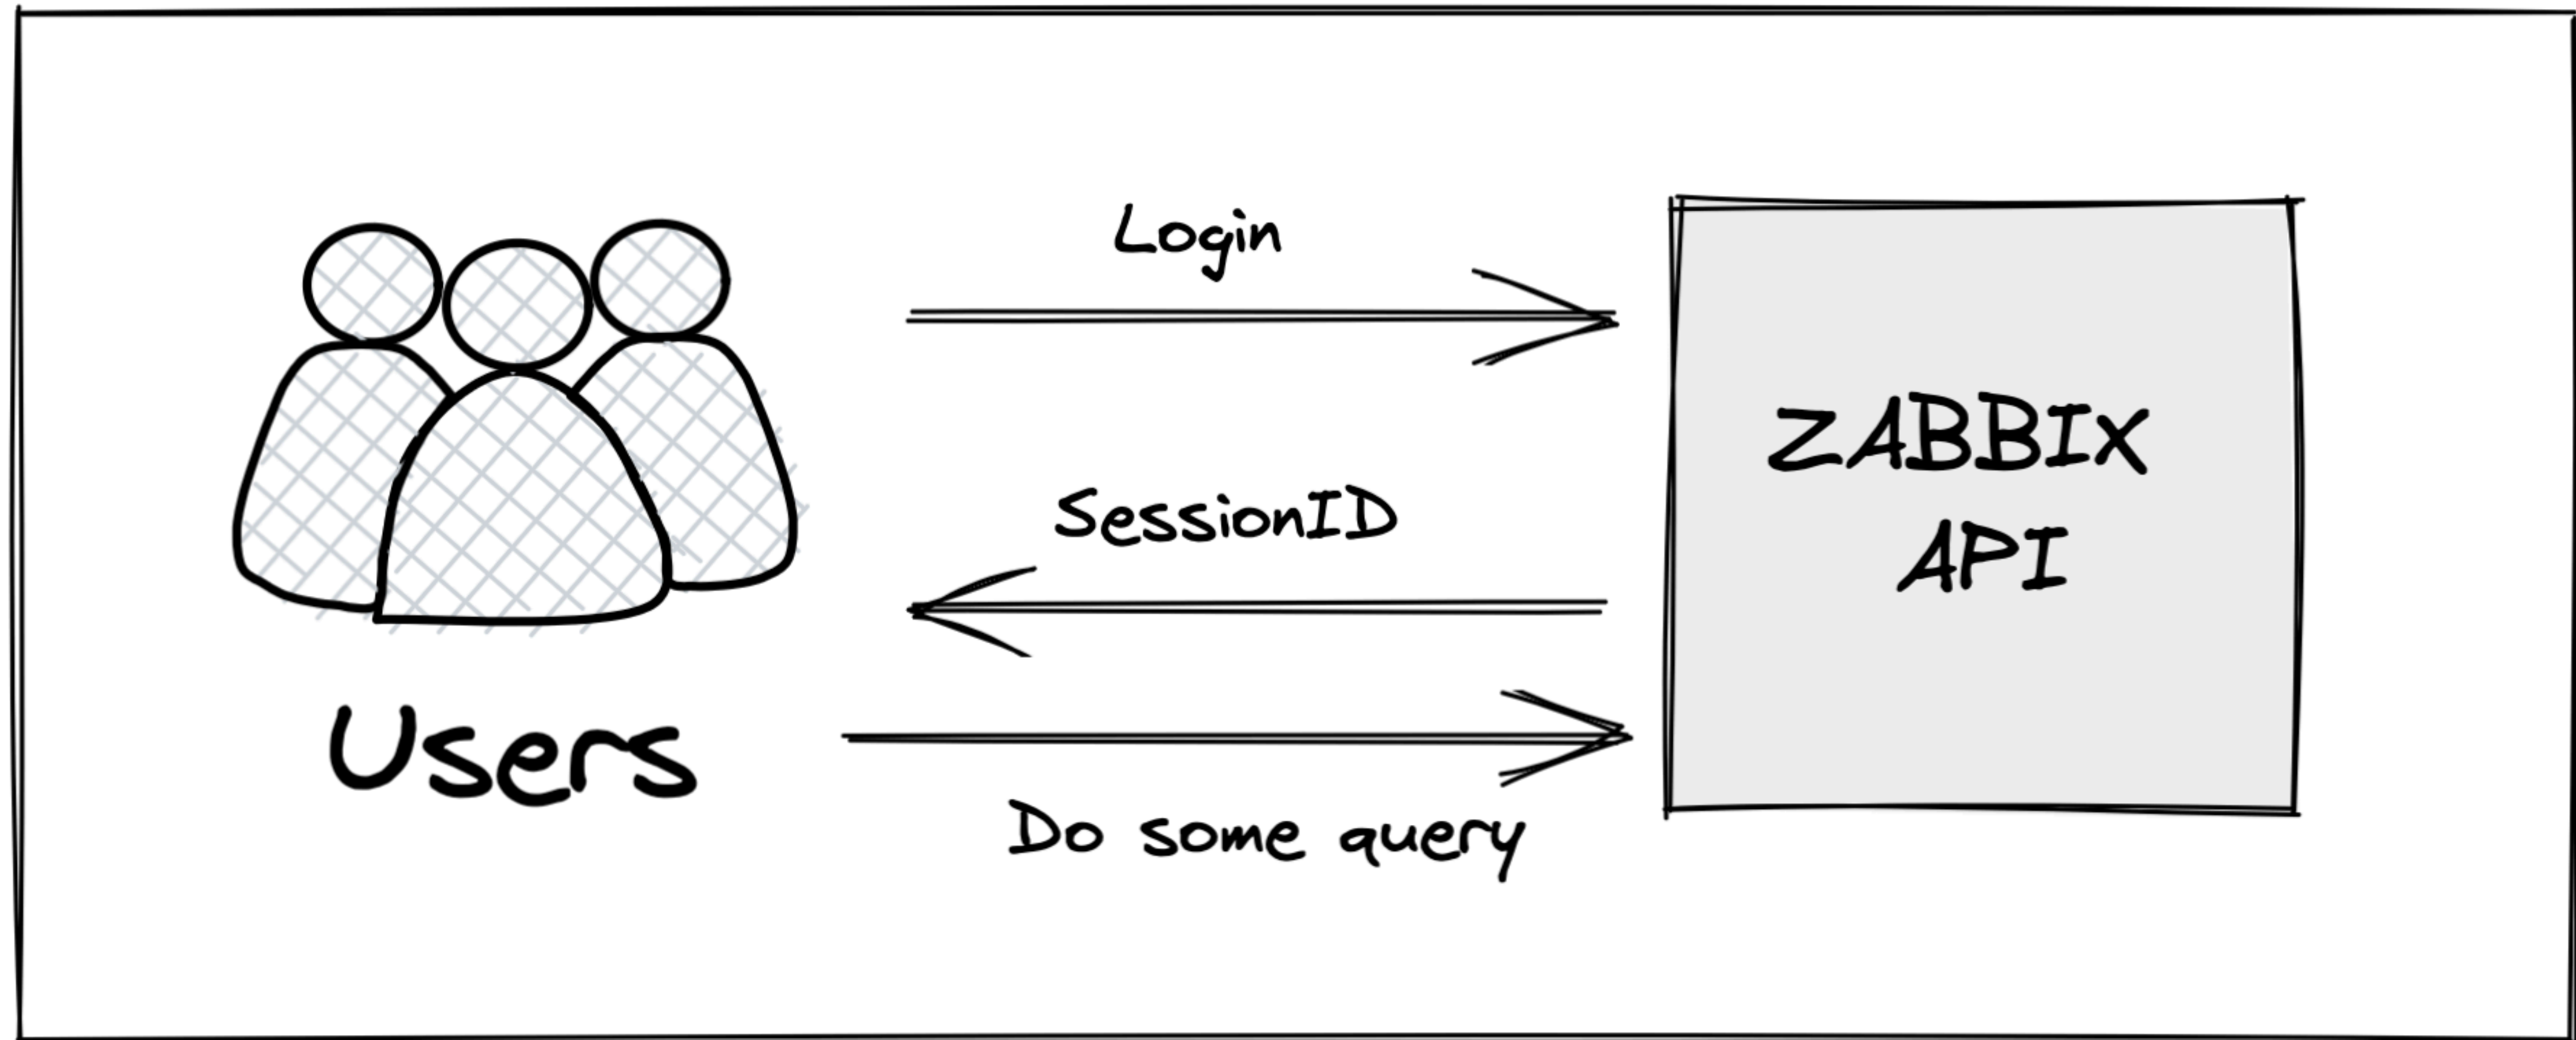 Login
ZABBIX
API
SessionID
Users
Do some query